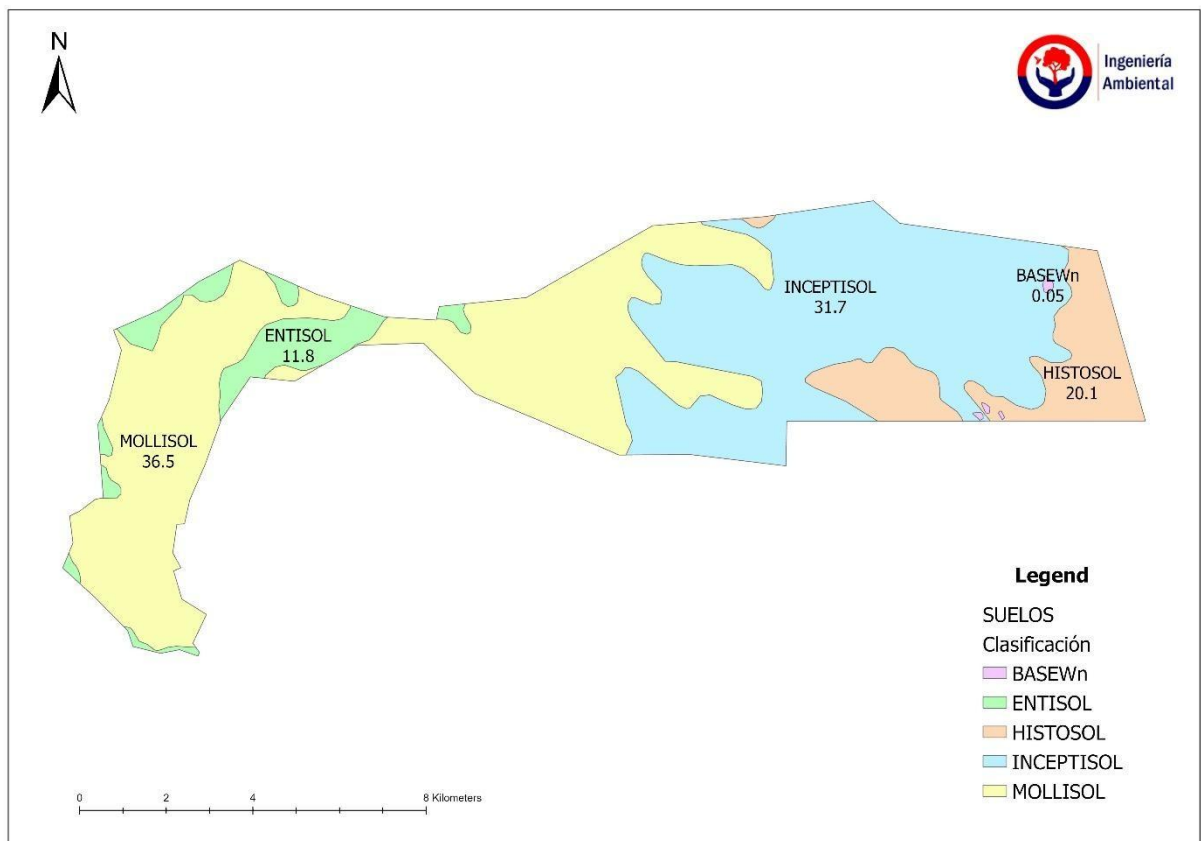 N
Ingeniería
Ambiental
BASEWn
0.05
INCEPTISOL
31.7
ENTISOL
11.8
HISTOSOL
20.1
MOLLISOL
36.5
Legend
SUELOS
Clasificación
BASEWn
ENTISOL
HISTOSOL
INCEPTISOL
MOLLISOL
0 2 4 8 Kilometers